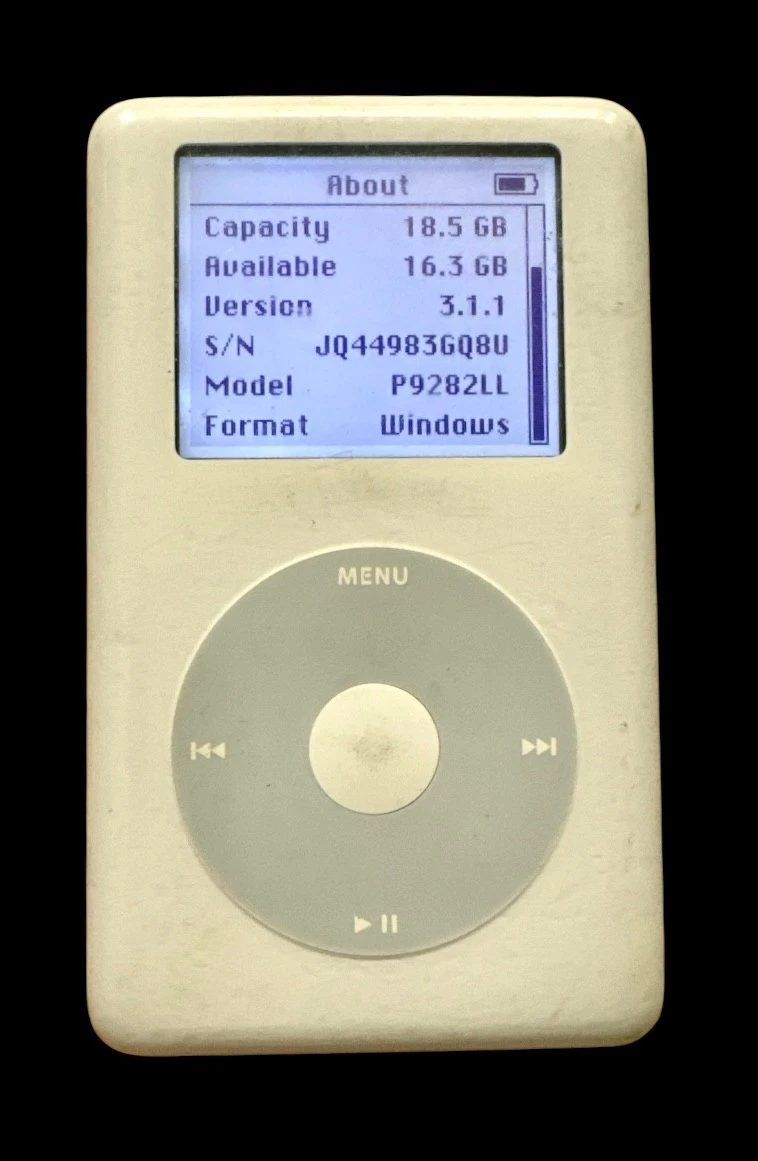 About
Capacity 18.5 GB
Available 16.3 GB
Version 3.1.1
S/N JQ44983GQ8U
Model P9282LL
Format Windows
MENU